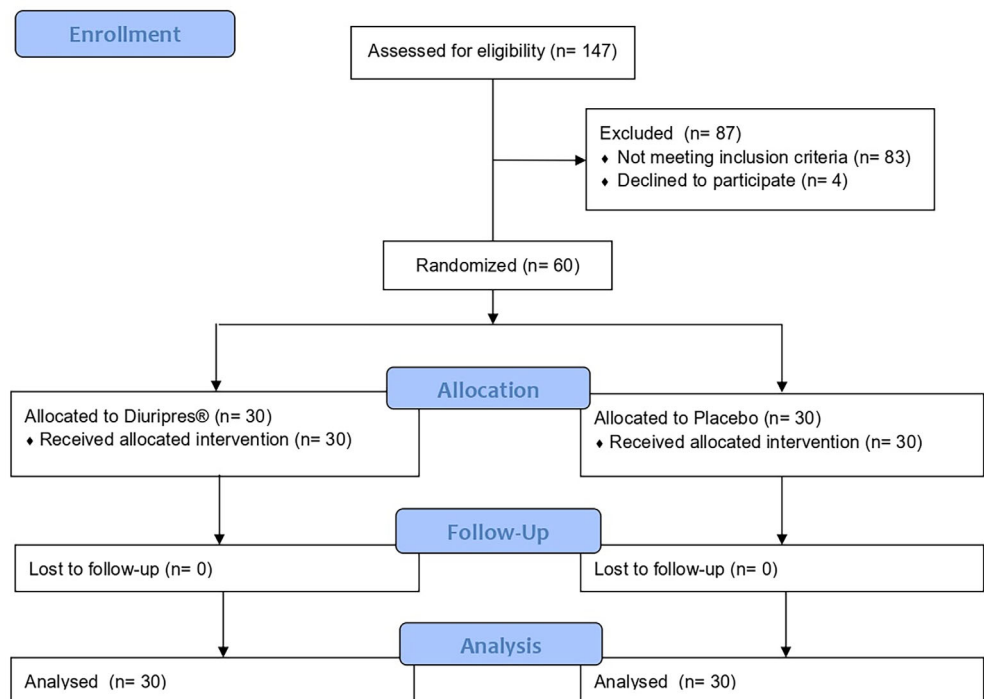 Enrollment
Assessed for eligibility (n= 147)
Excluded (n= 87)
♦ Not meeting inclusion criteria (n= 83)
♦ Declined to participate (n= 4)
Randomized (n= 60)
Allocation
Allocated to Diuripres® (n= 30)
♦ Received allocated intervention (n= 30)
Allocated to Placebo (n= 30)
♦ Received allocated intervention (n= 30)
Follow-Up
Lost to follow-up (n= 0)
Lost to follow-up (n= 0)
Analysis
Analysed (n= 30)
Analysed (n= 30)